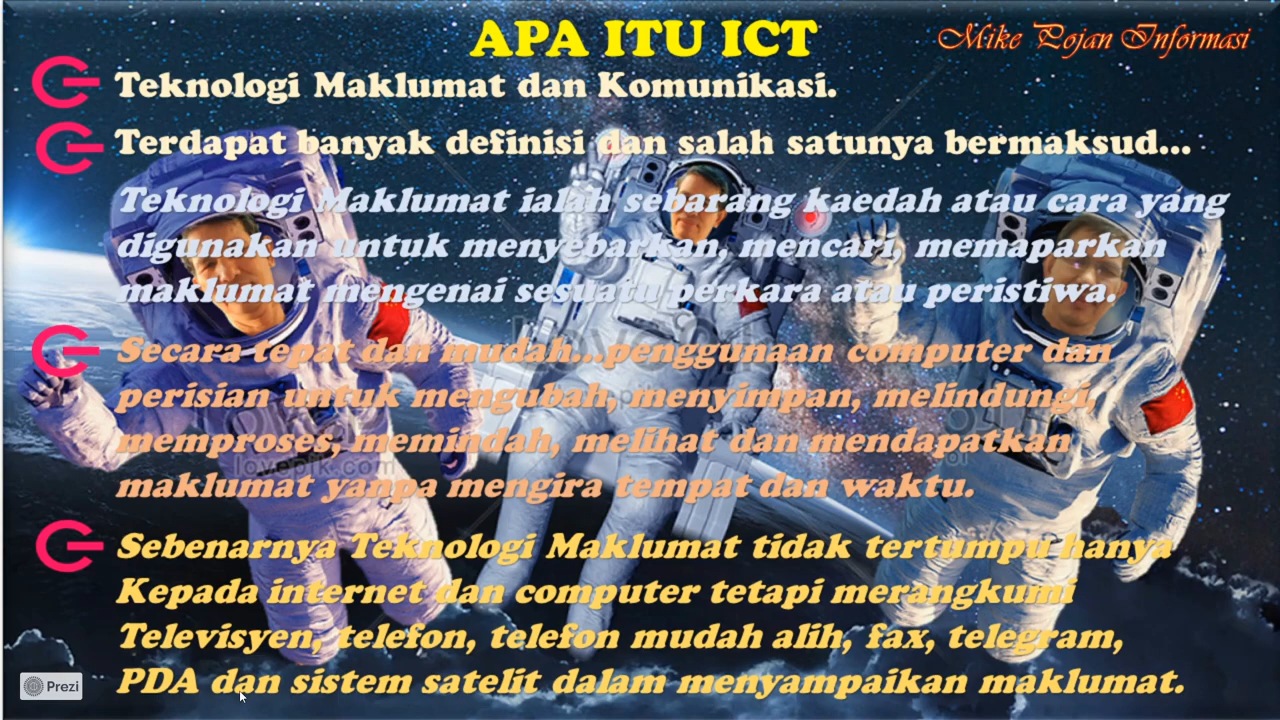 APA ITU ICT
Mike Pojan Informasi
Teknologi Maklumat dan Komunikasi.
Terdapat banyak definisi dan salah satunya bermaksud...
Teknologi Maklumat ialah sebarang kaedah atau cara yang
digunakan untuk menyebarkan, mencari, memaparkan
maklumat mengenai sesuatu perkara atau peristiwa.
Secara tepat dan mudah...penggunaan computer dan
perisian untuk mengubah, menyimpan, melindungi,
memproses, memindah, melihat dan mendapatkan
maklumat yanpa mengira tempat dan waktu.
Sebenarnya Teknologi Maklumat tidak tertumpu hanya
Kepada internet dan computer tetapi merangkumi
Televisyen, telefon, telefon mudah alih, fax, telegram,
PDA dan sistem satelit dalam menyampaikan maklumat.
Prezi
lovepik.com